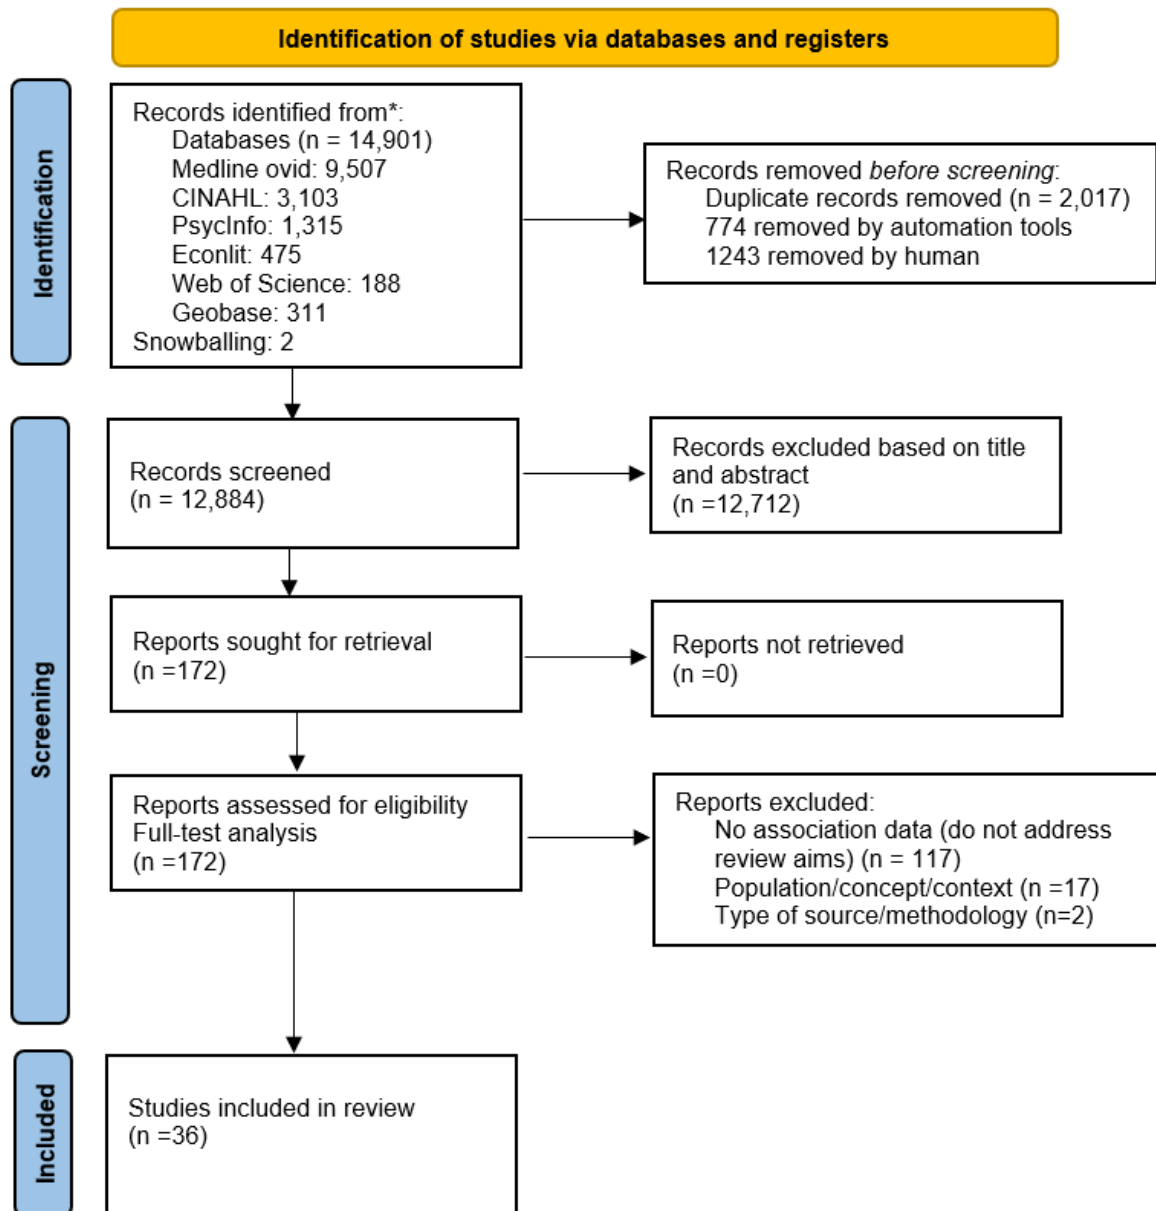 Identification of studies via databases and registers
Identification
Records identified from*:
Databases (n = 14,901)
Medline ovid: 9,507
CINAHL: 3,103
PsycInfo: 1,315
Econlit: 475
Web of Science: 188
Geobase: 311
Snowballing: 2
Records removed before screening:
Duplicate records removed (n = 2,017)
774 removed by automation tools
1243 removed by human
Screening
Records screened
(n = 12,884)
Records excluded based on title
and abstract
(n =12,712)
Reports sought for retrieval
(n =172)
Reports not retrieved
(n =0)
Reports assessed for eligibility
Full-test analysis
(n =172)
Reports excluded:
No association data (do not address
review aims) (n = 117)
Population/concept/context (n =17)
Type of source/methodology (n=2)
Included
Studies included in review
(n =36)